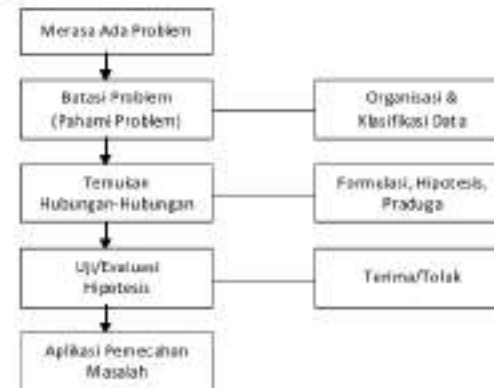 Merasa Ada Problem
Batasi Problem
(Pahami Problem)
Organisasi &
Klasifikasi Data
Temukan
Hubungan-Hubungan
Formulasi, Hipotesis,
Praduga
Uji/Evaluasi
Hipotesis
Terima/Tolak
Aplikasi Pemecahan
Masalah